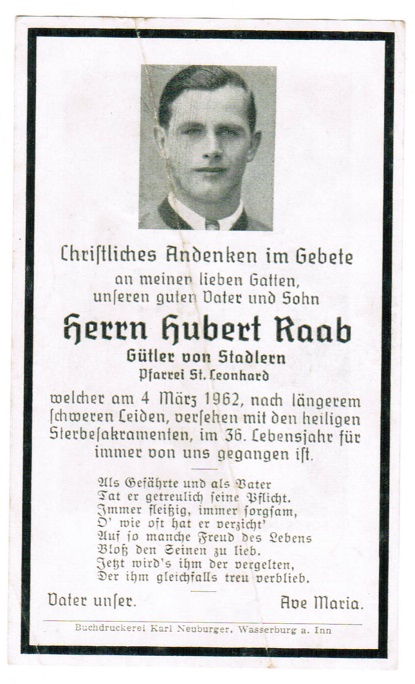 Christliches Andenken im Gebete
an meinen lieben Gatten,
unseren guten Vater und Sohn
Herrn Hubert Raab
Gütler von Stadlern
Pfarrei St. Leonhard
welcher am 4 März 1962, nach längerem
schweren Leiden, versehen mit den heiligen
Sterbesakramenten, im 36. Lebensjahr für
immer von uns gegangen ist.
Als Gefährte und als Vater
Tat er getreulich seine Pflicht.
Immer fleißig, immer sorgsam,
O' wie oft hat er verzicht'
Auf so manche Freud des Lebens
Bloß den Seinen zu lieb.
Jetzt wird's ihm der vergelten,
Der ihm gleichfalls treu verblieb.
Vater unser. Ave Maria.
Buchdruckerei Karl Neuburger, Wasserburg a. Inn